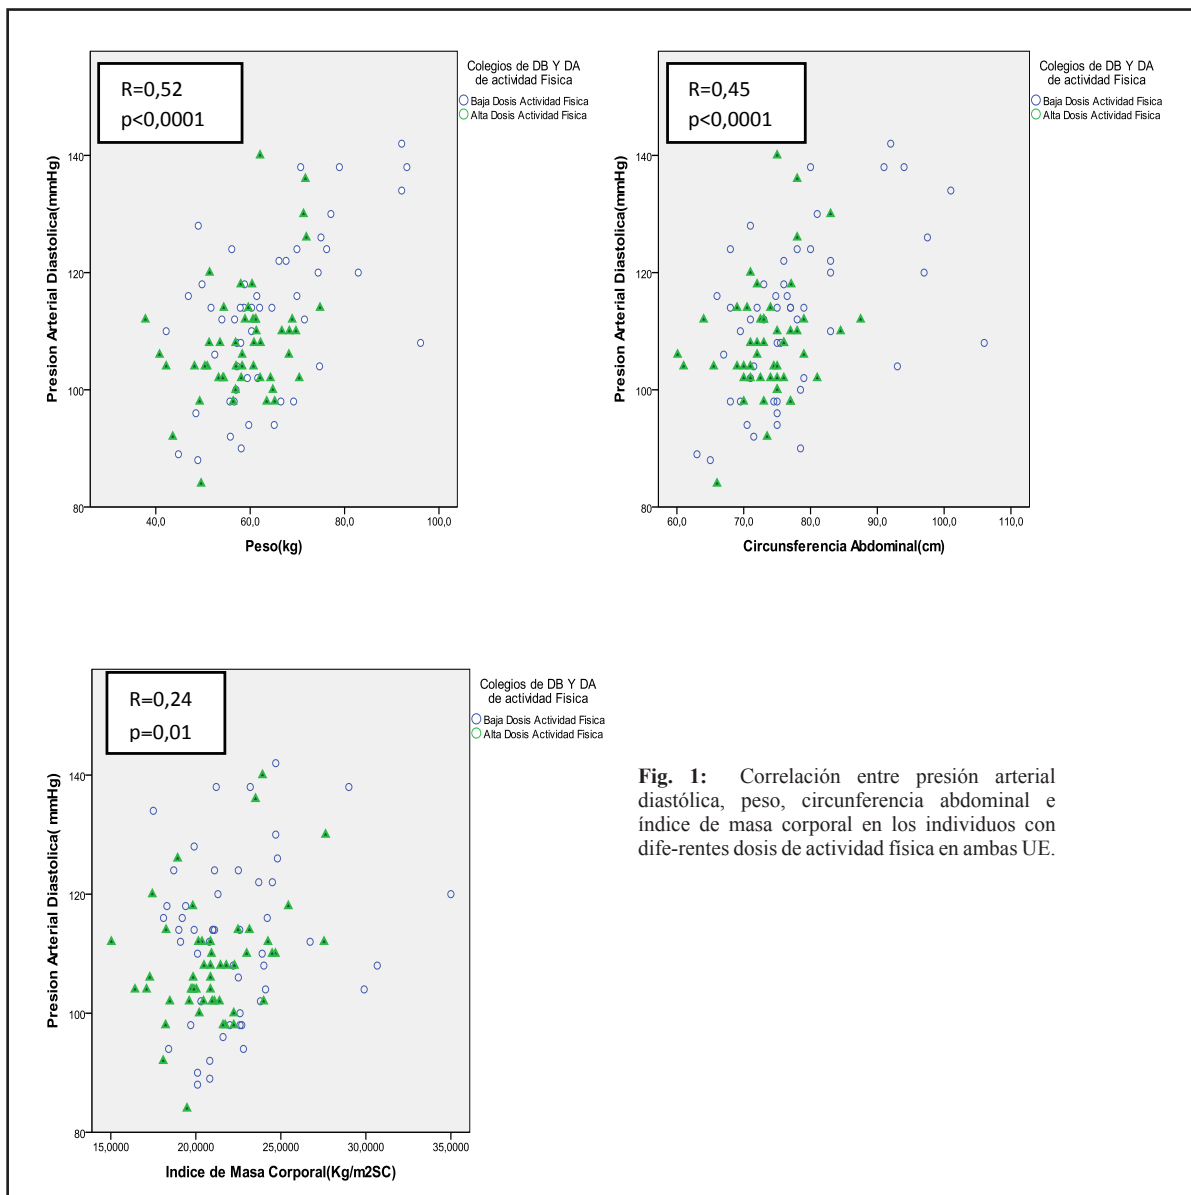 R=0,52
p<0,0001
Colegios de DB Y DA
de actividad Fisica
Baja Dosis Actividad Fisica
Alta Dosis Actividad Fisica
Presion Arterial Diastolica(mmHg)
140
120
100
80
40,0 60,0 80,0 100,0
Peso(kg)
R=0,45
p<0,0001
Colegios de DB Y DA
de actividad Fisica
Baja Dosis Actividad Fisica
Alta Dosis Actividad Fisica
Presion Arterial Diastolica(mmHg)
140
120
100
80
60,0 70,0 80,0 90,0 100,0 110,0
Circunsferencia Abdominal(cm)
R=0,24
p=0,01
Colegios de DB Y DA
de actividad Fisica
Baja Dosis Actividad Fisica
Alta Dosis Actividad Fisica
Presion Arterial Diastolica( mmHg)
140
120
100
80
15,0000 20,0000 25,0000 30,0000 35,0000
Indice de Masa Corporal(Kg/m2SC)
Fig. 1: Correlación entre presión arterial
diastólica, peso, circunferencia abdominal e
índice de masa corporal en los individuos con
dife-rentes dosis de actividad física en ambas UE.